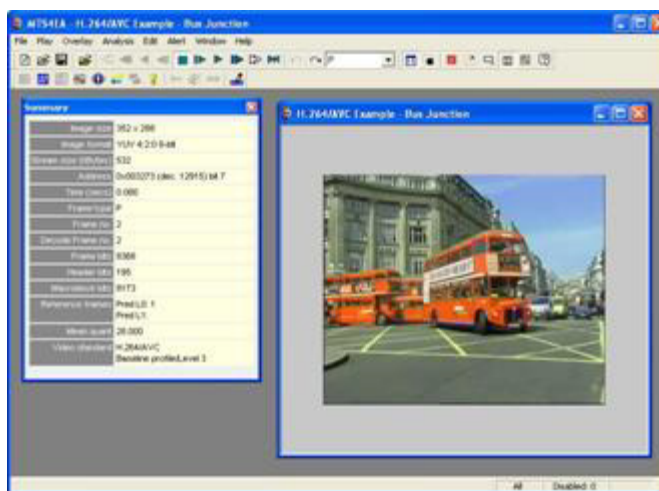 MTS4EA - H.264/AVC Example - Bus Junction
File Play Overlay Analysis Edit Alert Window Help
P
Summary
Image size 352 x 288
Image format YUV 4:2:0 8-bit
Stream size (kBytes) 532
Address 0x003273 (dec. 12915) bit 7
Time (secs) 0.080
Frame type P
Frame no. 2
Decode Frame no. 2
Frame bits 8368
Header bits 195
Macroblock bits 8173
Reference frames Pred L0: 1
Pred L1:
Mean quant 28.000
Video standard H.264/AVC
Baseline profile/Level 3
H.264/AVC Example - Bus Junction
All Disabled: 0